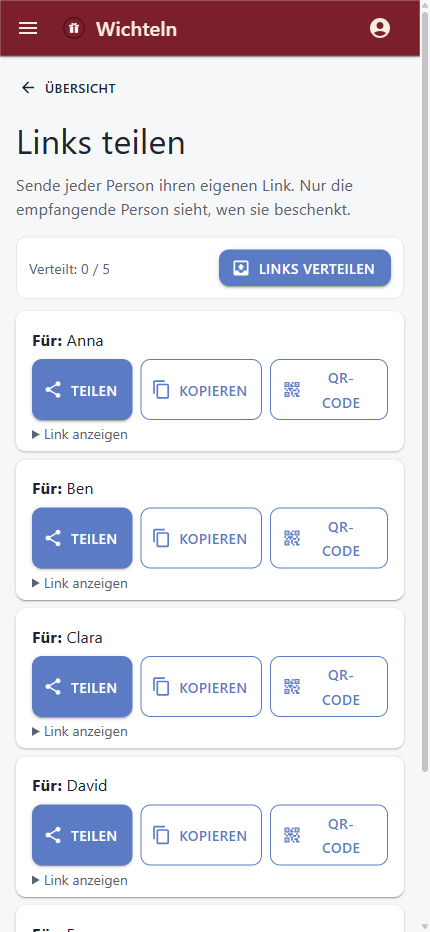 Wichteln
ÜBERSICHT
Links teilen
Sende jeder Person ihren eigenen Link. Nur die
empfangende Person sieht, wen sie beschenkt.
Verteilt: 0 / 5
LINKS VERTEILEN
Für: Anna
TEILEN
KOPIEREN
QR-
CODE
Link anzeigen
Für: Ben
TEILEN
KOPIEREN
QR-
CODE
Link anzeigen
Für: Clara
TEILEN
KOPIEREN
QR-
CODE
Link anzeigen
Für: David
TEILEN
KOPIEREN
QR-
CODE
Link anzeigen